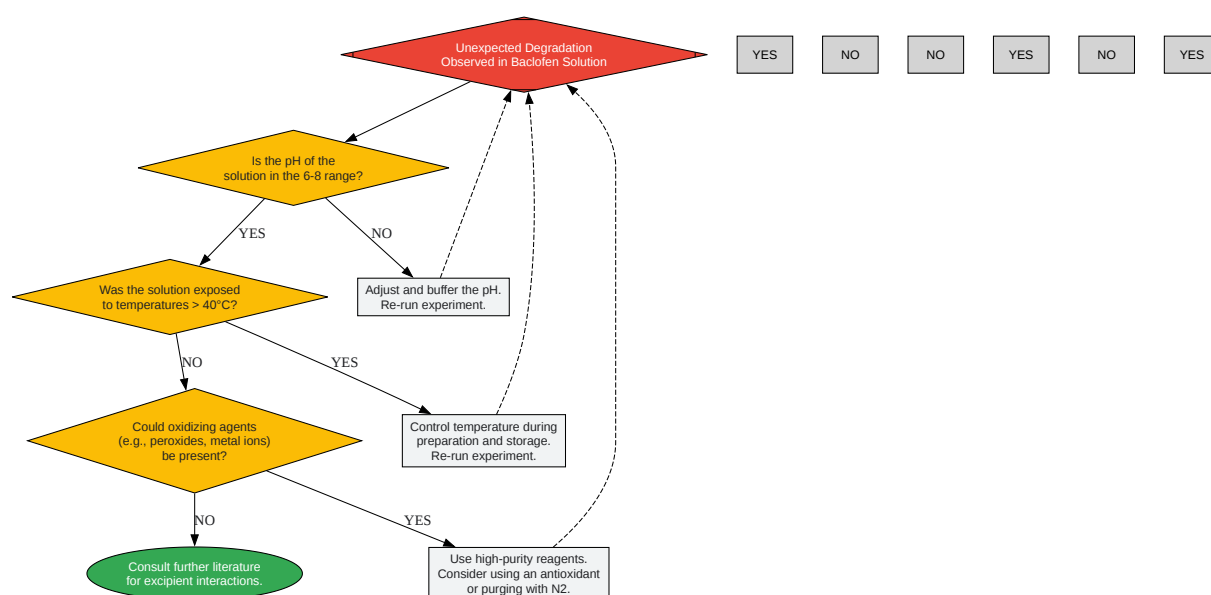 Unexpected Degradation
Observed in Baclofen Solution
YES
NO
NO
YES
NO
YES
Is the pH of the
solution in the 6-8 range?
YES
NO
Was the solution exposed
to temperatures > 40°C?
Adjust and buffer the pH.
Re-run experiment.
NO
YES
Could oxidizing agents
(e.g., peroxides, metal ions)
be present?
Control temperature during
preparation and storage.
Re-run experiment.
NO
YES
Consult further literature
for excipient interactions.
Use high-purity reagents.
Consider using an antioxidant
or purging with N2.